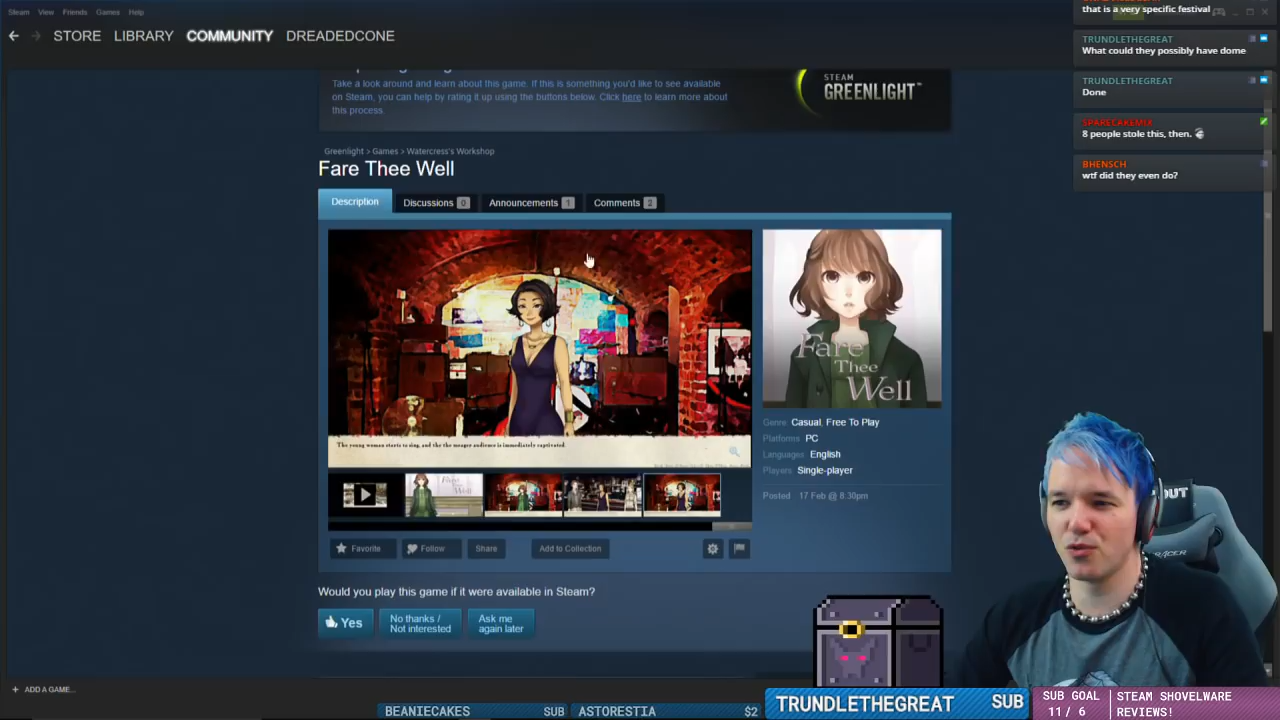 Steam View Friends Games Help
STORE LIBRARY COMMUNITY DREADEDCONE
Take a look around and learn about this game. If this is something you'd like to see available
on Steam, you can help by rating it up using the buttons below. Click here to learn more about
this process.
STEAM
GREENLIGHT™
Greenlight > Games > Watercress's Workshop
Fare Thee Well
Description Discussions 0 Announcements 1 Comments 2
The young woman starts to sing, and the the meager audience is immediately captivated.
Fare
Thee
Well
Genre: Casual, Free To Play
Platforms: PC
Languages: English
Players: Single-player
Posted 17 Feb @ 8:30pm
Favorite Follow Share Add to Collection
Would you play this game if it were available in Steam?
Yes
No thanks /
Not interested
Ask me
again later
+ ADD A GAME...
that is a very specific festival
TRUNDLETHEGREAT
What could they possibly have dome
TRUNDLETHEGREAT
Done
SPARECAKEMIX
8 people stole this, then.
BHENSCH
wtf did they even do?
BEANIECAKES SUB ASTORESTIA $2
TRUNDLETHEGREAT SUB
SUB GOAL
11 / 6
STEAM SHOVELWARE
REVIEWS!